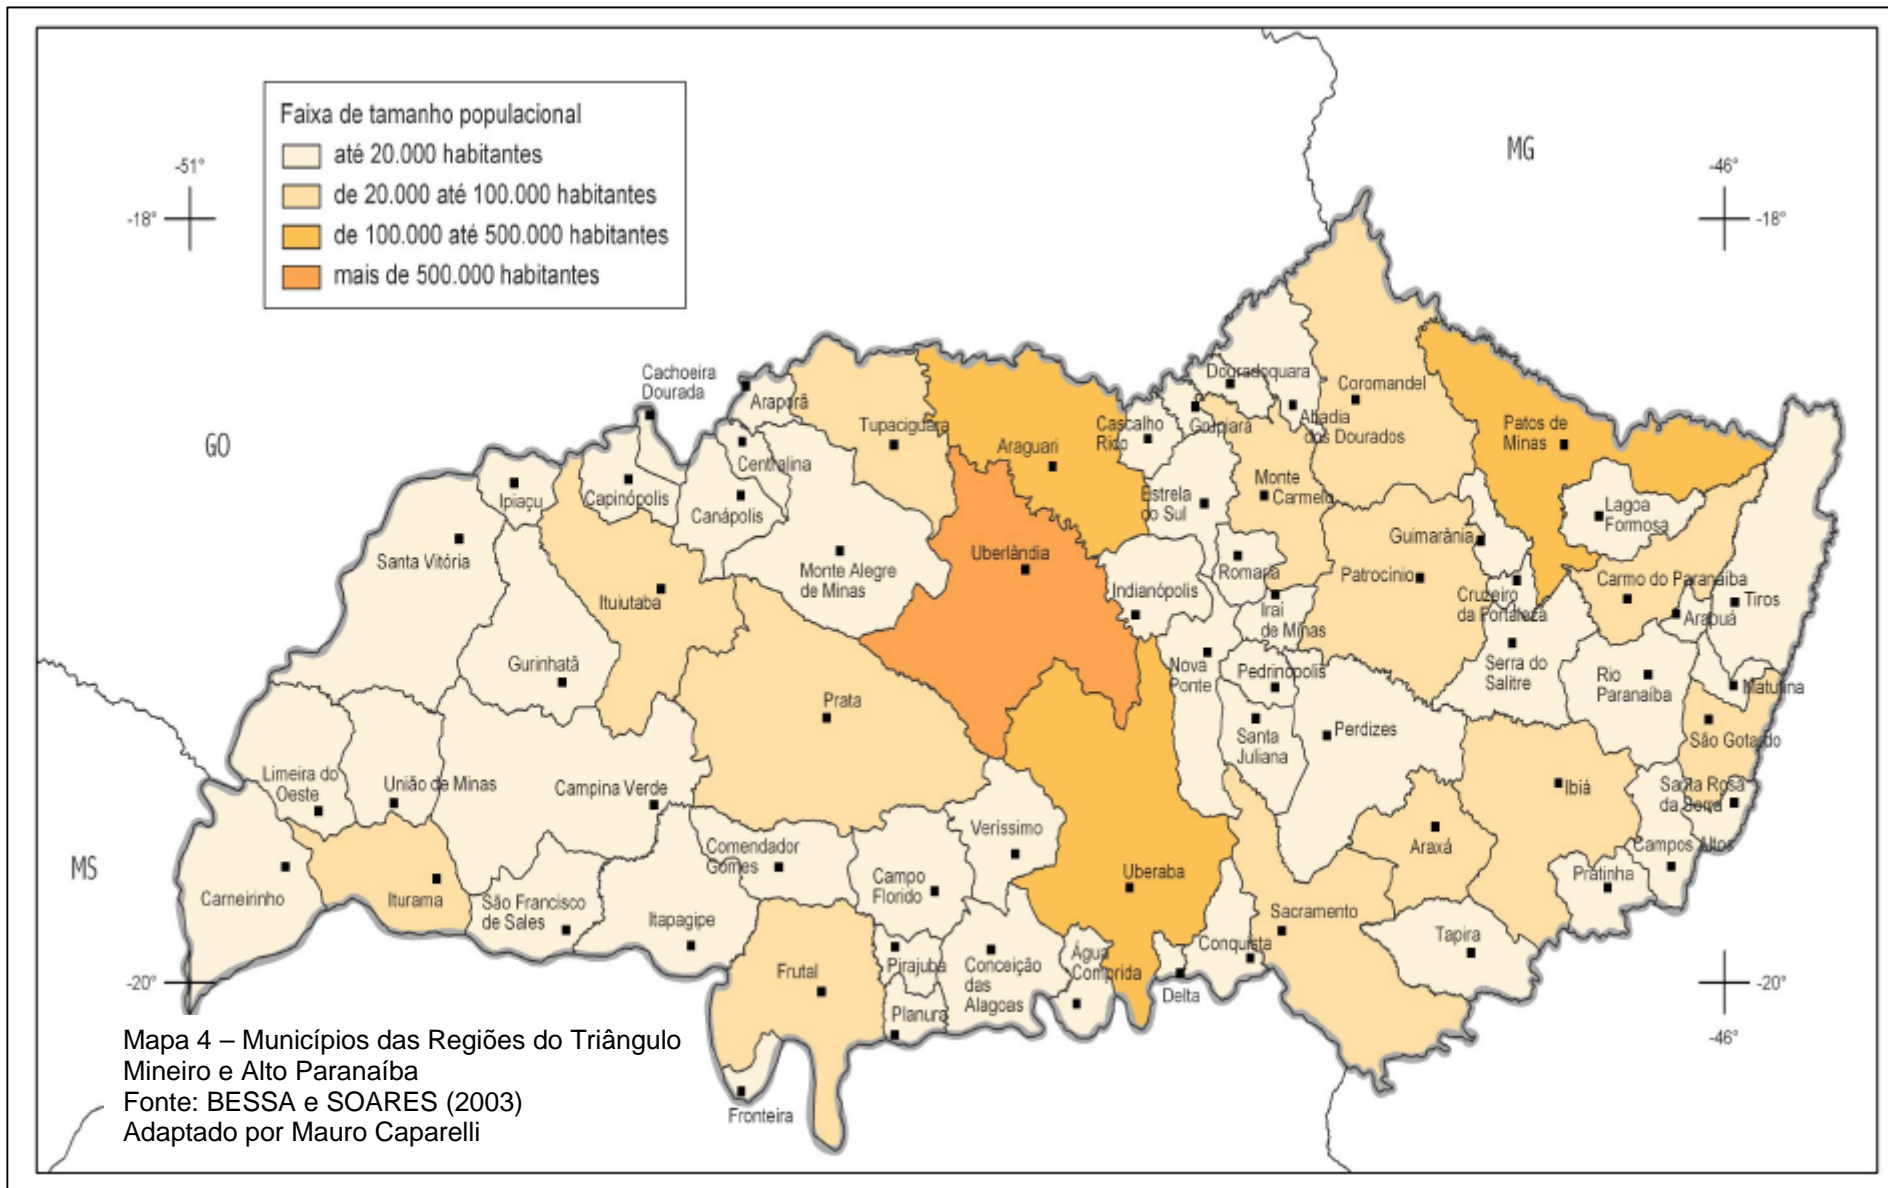 Faixa de tamanho populacional
até 20.000 habitantes
de 20.000 até 100.000 habitantes
de 100.000 até 500.000 habitantes
mais de 500.000 habitantes
MG
-51°
-46°
-18°
-18°
GO
MS
Cachoeira
Dourada
Araporã
Tupaciguara
Araguari
Cascalho
Rico
Douradoquara
Grupiara
Abadia
dos Dourados
Coromandel
Patos de
Minas
Ipiaçu
Capinópolis
Centralina
Canápolis
Estrela
do Sul
Monte
Carmelo
Lagoa
Formosa
Santa Vitória
Ituiutaba
Monte Alegre
de Minas
Uberlândia
Indianópolis
Romaria
Iraí
de Minas
Patrocínio
Guimarânia
Cruzeiro
da Fortaleza
Carmo do Paranaíba
Arapuá
Tiros
Gurinhatã
Prata
Nova
Ponte
Pedrinópolis
Serra do
Salitre
Rio
Paranaíba
Matutina
Santa
Juliana
Perdizes
São Gotardo
Limeira do
Oeste
União de Minas
Campina Verde
Veríssimo
Ibiá
Santa Rosa
da Serra
Comendador
Gomes
Campo
Florido
Uberaba
Araxá
Campos Altos
Pratinha
Carneirinho
Iturama
São Francisco
de Sales
Itapagipe
Sacramento
Frutal
Pirajuba
Conceição
das
Alagoas
Água
Comprida
Conquista
Tapira
Planura
Delta
Fronteira
-20°
-20°
-46°
Mapa 4 – Municípios das Regiões do Triângulo
Mineiro e Alto Paranaíba
Fonte: BESSA e SOARES (2003)
Adaptado por Mauro Caparelli